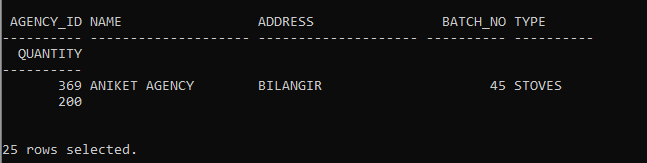 AGENCY_ID NAME                 ADDRESS                BATCH_NO TYPE
---------- -------------------- -------------------- ---------- ----------
  QUANTITY
----------
       369 ANIKET AGENCY        BILANGIR                     45 STOVES
       200
25 rows selected.